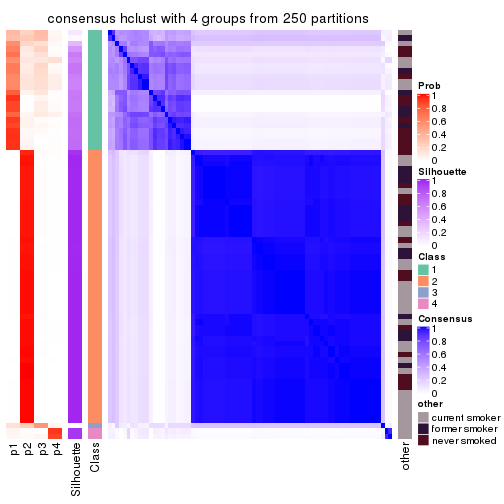 consensus hclust with 4 groups from 250 partitions
Prob
1
0.8
0.6
0.4
0.2
0
Silhouette
1
0.8
0.6
0.4
0.2
0
Class
1
2
3
4
Consensus
1
0.8
0.6
0.4
0.2
0
other
current smoker
former smoker
never smoked
p1
p2
p3
p4
Silhouette
Class
other